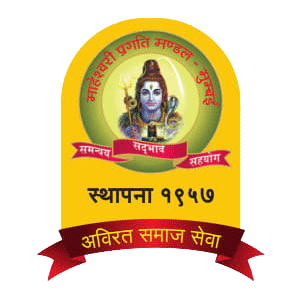 माहेश्वरी प्रगति मण्डल - मुम्बई
समन्वय सद्‌भाव सहयोग
स्थापना १९५७
अविरत समाज सेवा